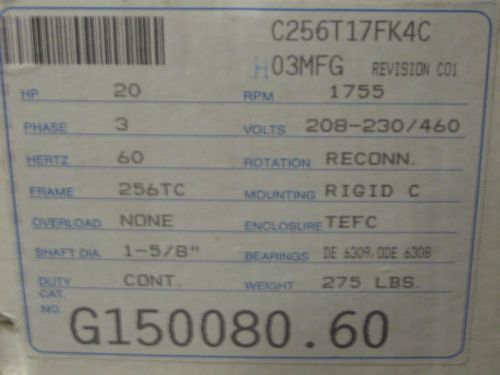 C256T17FK4C
H03MFG REVISION C01
HP 20 RPM 1755
PHASE 3 VOLTS 208-230/460
HERTZ 60 ROTATION RECONN.
FRAME 256TC MOUNTING RIGID C
OVERLOAD NONE ENCLOSURE TEFC
SHAFT DIA 1-5/8" BEARINGS DE 6309/ODE 6308
DUTY CONT. WEIGHT 275 LBS.
CAT.
NO. G150080.60